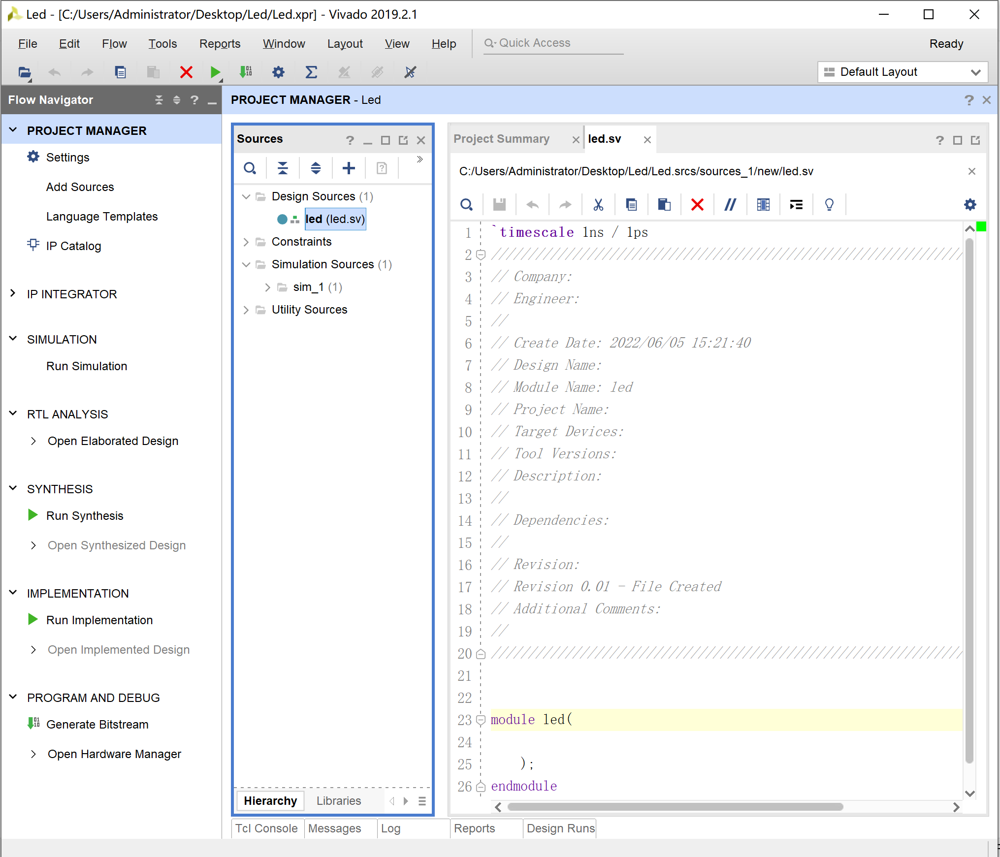 Led - [C:/Users/Administrator/Desktop/Led/Led.xpr] - Vivado 2019.2.1
File Edit Flow Tools Reports Window Layout View Help Quick Access Ready
Default Layout
Flow Navigator
PROJECT MANAGER
Settings
Add Sources
Language Templates
IP Catalog
IP INTEGRATOR
SIMULATION
Run Simulation
RTL ANALYSIS
Open Elaborated Design
SYNTHESIS
Run Synthesis
Open Synthesized Design
IMPLEMENTATION
Run Implementation
Open Implemented Design
PROGRAM AND DEBUG
Generate Bitstream
Open Hardware Manager
PROJECT MANAGER - Led
Sources
Design Sources (1)
led (led.sv)
Constraints
Simulation Sources (1)
sim_1 (1)
Utility Sources
Hierarchy Libraries
Project Summary led.sv
C:/Users/Administrator/Desktop/Led/Led.srcs/sources_1/new/led.sv
1 `timescale 1ns / 1ps
2 ////////////////////////////////////////////////////////////////
3 // Company:
4 // Engineer:
5 //
6 // Create Date: 2022/06/05 15:21:40
7 // Design Name:
8 // Module Name: led
9 // Project Name:
10 // Target Devices:
11 // Tool Versions:
12 // Description:
13 //
14 // Dependencies:
15 //
16 // Revision:
17 // Revision 0.01 - File Created
18 // Additional Comments:
19 //
20 ////////////////////////////////////////////////////////////////
21
22
23 module led(
24
25 );
26 endmodule
Tcl Console Messages Log Reports Design Runs